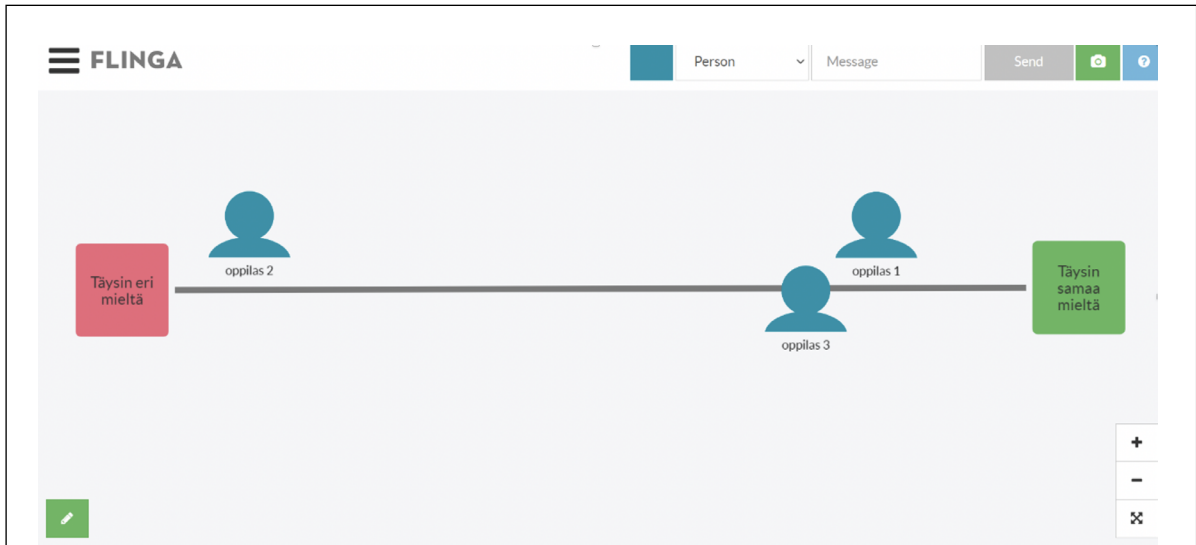 FLINGA
Person
Message
Send
oppilas 2
oppilas 1
Täysin eri
mieltä
Täysin
samaa
mieltä
oppilas 3